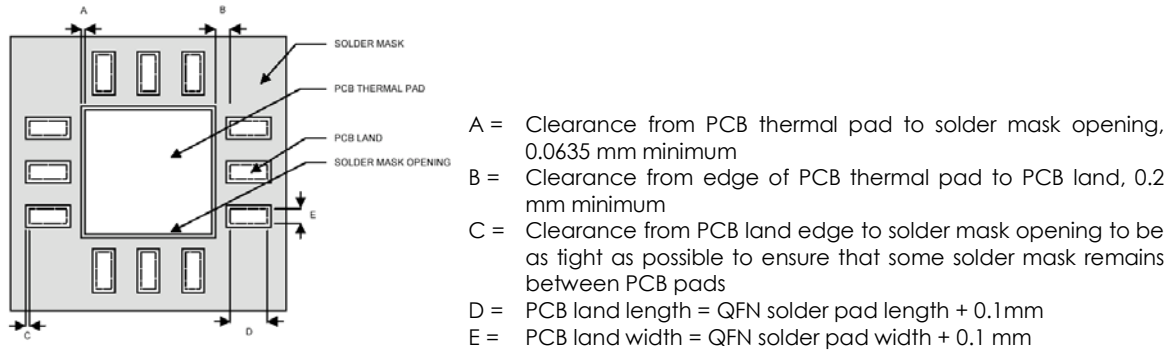 A
B
SOLDER MASK
PCB THERMAL PAD
PCB LAND
SOLDER MASK OPENING
E
C
D
A = Clearance from PCB thermal pad to solder mask opening,
0.0635 mm minimum
B = Clearance from edge of PCB thermal pad to PCB land, 0.2
mm minimum
C = Clearance from PCB land edge to solder mask opening to be
as tight as possible to ensure that some solder mask remains
between PCB pads
D = PCB land length = QFN solder pad length + 0.1mm
E = PCB land width = QFN solder pad width + 0.1 mm